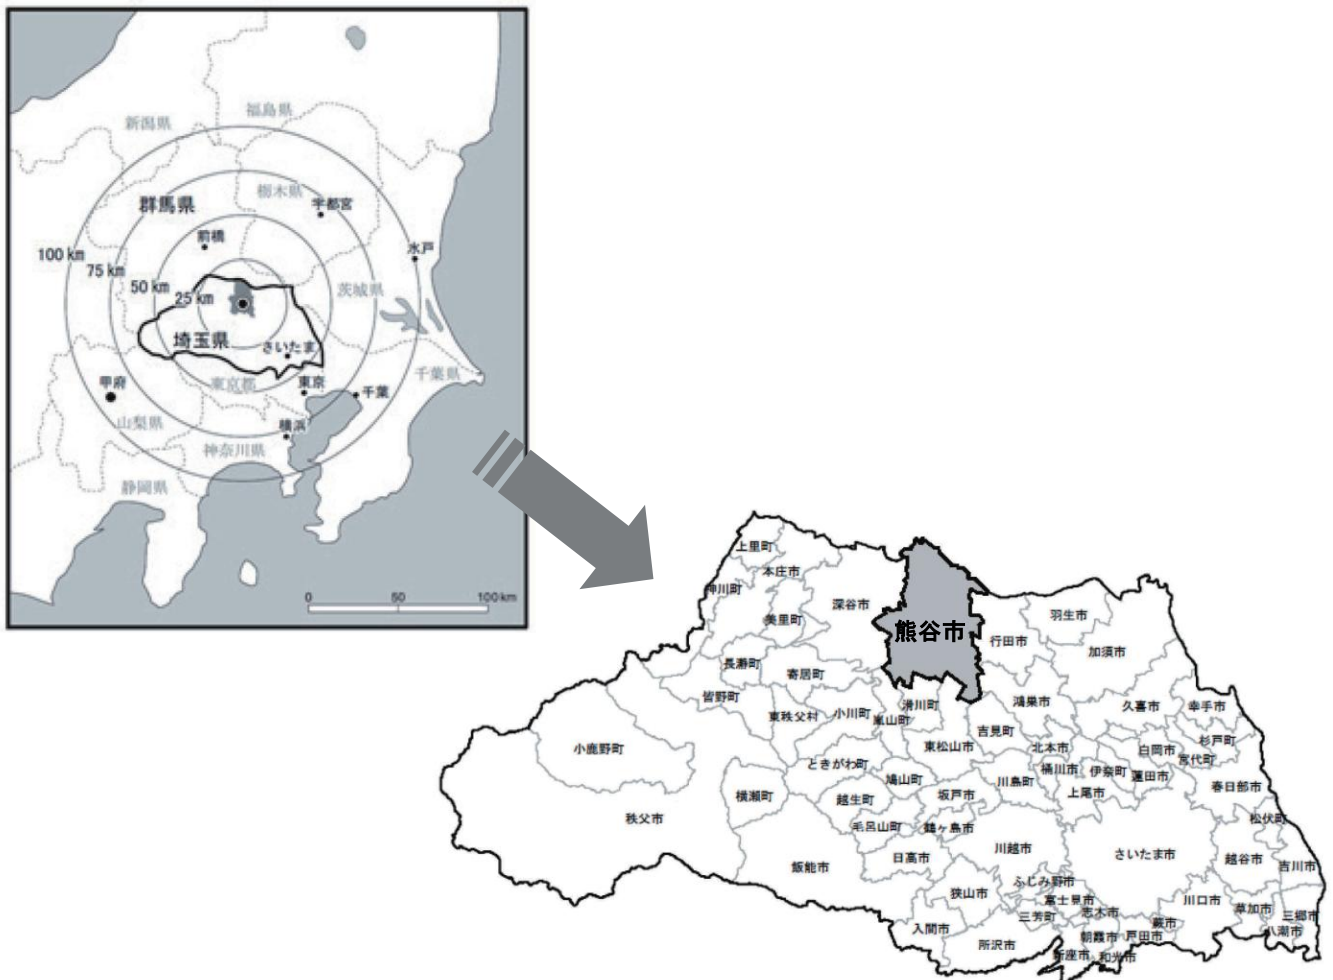 福島県
新潟県
栃木県
群馬県
宇都宮
前橋
水戸
100 km
75 km
50 km
25 km
茨城県
埼玉県
さいたま
千葉県
甲府
東京都
東京
千葉
山梨県
横浜
神奈川県
静岡県
0
50
100 km
上里町
本庄市
神川町
深谷市
美里町
熊谷市
羽生市
行田市
加須市
長瀞町
寄居町
皆野町
東秩父村
小川町
嵐山町
滑川町
鴻巣市
久喜市
幸手市
吉見町
小鹿野町
東松山市
北本市
白岡市
杉戸町
宮代町
ときがわ町
鳩山町
川島町
桶川市
伊奈町
蓮田市
横瀬町
越生町
坂戸市
上尾市
春日部市
秩父市
毛呂山町
鶴ヶ島市
松伏町
川越市
さいたま市
飯能市
日高市
越谷市
吉川市
ふじみ野市
狭山市
富士見市
川口市
三芳町
志木市
草加市
三郷市
入間市
蕨市
八潮市
所沢市
朝霞市
戸田市
新座市
和光市